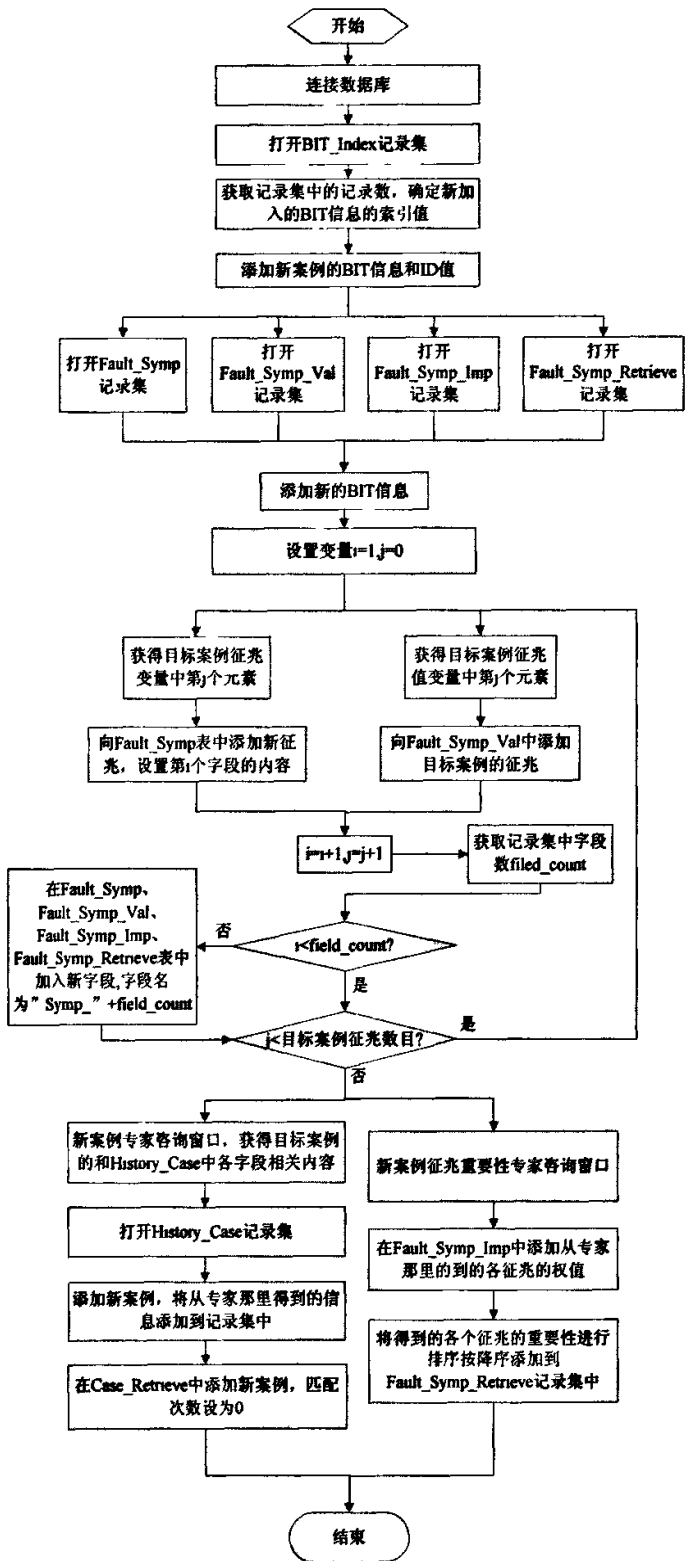 开始
连接数据库
打开BIT_Index记录集
获取记录集中的记录数，确定新加
入的BIT信息的索引值
添加新案例的BIT信息和ID值
打开Fault_Symp
记录集
打开
Fault_Symp_Val
记录集
打开
Fault_Symp_Imp
记录集
打开
Fault_Symp_Retrieve
记录集
添加新的BIT信息
设置变量i=1,j=0
获得目标案例征兆
变量中第j个元素
获得目标案例征兆
值变量中第j个元素
向Fault_Symp表中添加新征
兆，设置第i个字段的内容
向Fault_Symp_Val中添加
目标案例的征兆
i=i+1,j=j+1
获取记录集中字段
数filed_count
在Fault_Symp、
Fault_Symp_Val、
Fault_Symp_Imp、
Fault_Symp_Retrieve表中
加入新字段,字段名
为”Symp_”+field_count
否
i<field_count?
是
j<目标案例征兆数目?
是
否
新案例专家咨询窗口，获得目标案例
的和History_Case中各字段相关内容
新案例征兆重要性专家咨询窗口
打开History_Case记录集
在Fault_Symp_Imp中添加从专家
那里的到的各征兆的权值
添加新案例，将从专家那里得到的信
息添加到记录集中
将得到的各个征兆的重要性进行
排序按降序添加到
Fault_Symp_Retrieve记录集中
在Case_Retrieve中添加新案例，匹配
次数设为0
结束